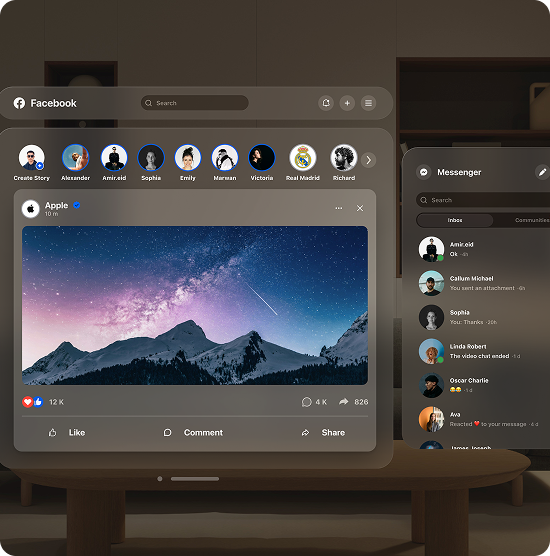 Facebook
Search
Create Story
Alexander
Amir.eid
Sophia
Emily
Marwan
Victoria
Real Madrid
Richard
Apple
10 m
12 K
4 K
826
Like
Comment
Share
Messenger
Search
Inbox
Communities
Amir.eid
Ok ·4h
Callum Michael
You sent an attachment ·6h
Sophia
You: Thanks ·20h
Linda Robert
The video chat ended ·1 d
Oscar Charlie
😂😂 ·1 d
Ava
Reacted ❤️ to your message ·4 d
James Joseph